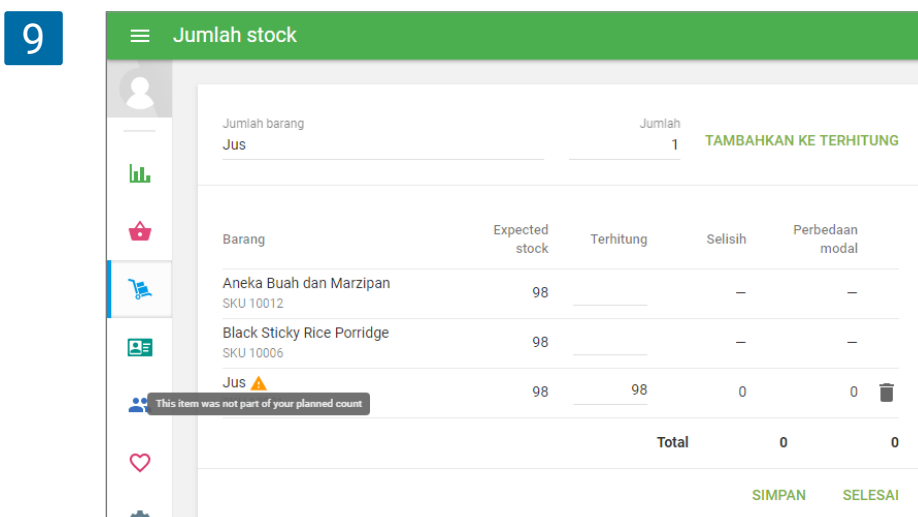 9
Jumlah stock
Jumlah barang
Jumlah
Jus
1
TAMBAHKAN KE TERHITUNG
Barang
Expected stock
Terhitung
Selisih
Perbedaan modal
Aneka Buah dan Marzipan
98
–
–
SKU 10012
Black Sticky Rice Porridge
98
–
–
SKU 10006
Jus
98
98
0
0
This item was not part of your planned count
Total
0
0
SIMPAN
SELESAI